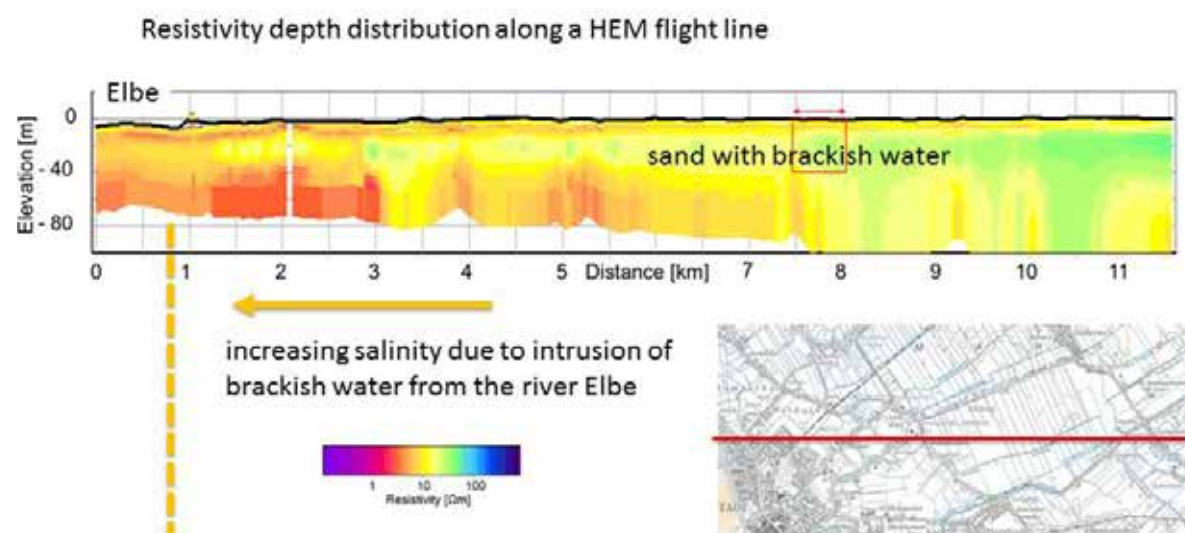 Resistivity depth distribution along a HEM flight line
Elbe
Elevation [m]
0
- 40
- 80
sand with brackish water
0 1 2 3 4 5 Distance [km] 7 8 9 10 11
increasing salinity due to intrusion of
brackish water from the river Elbe
1 10 100
Resistivity [Ωm]